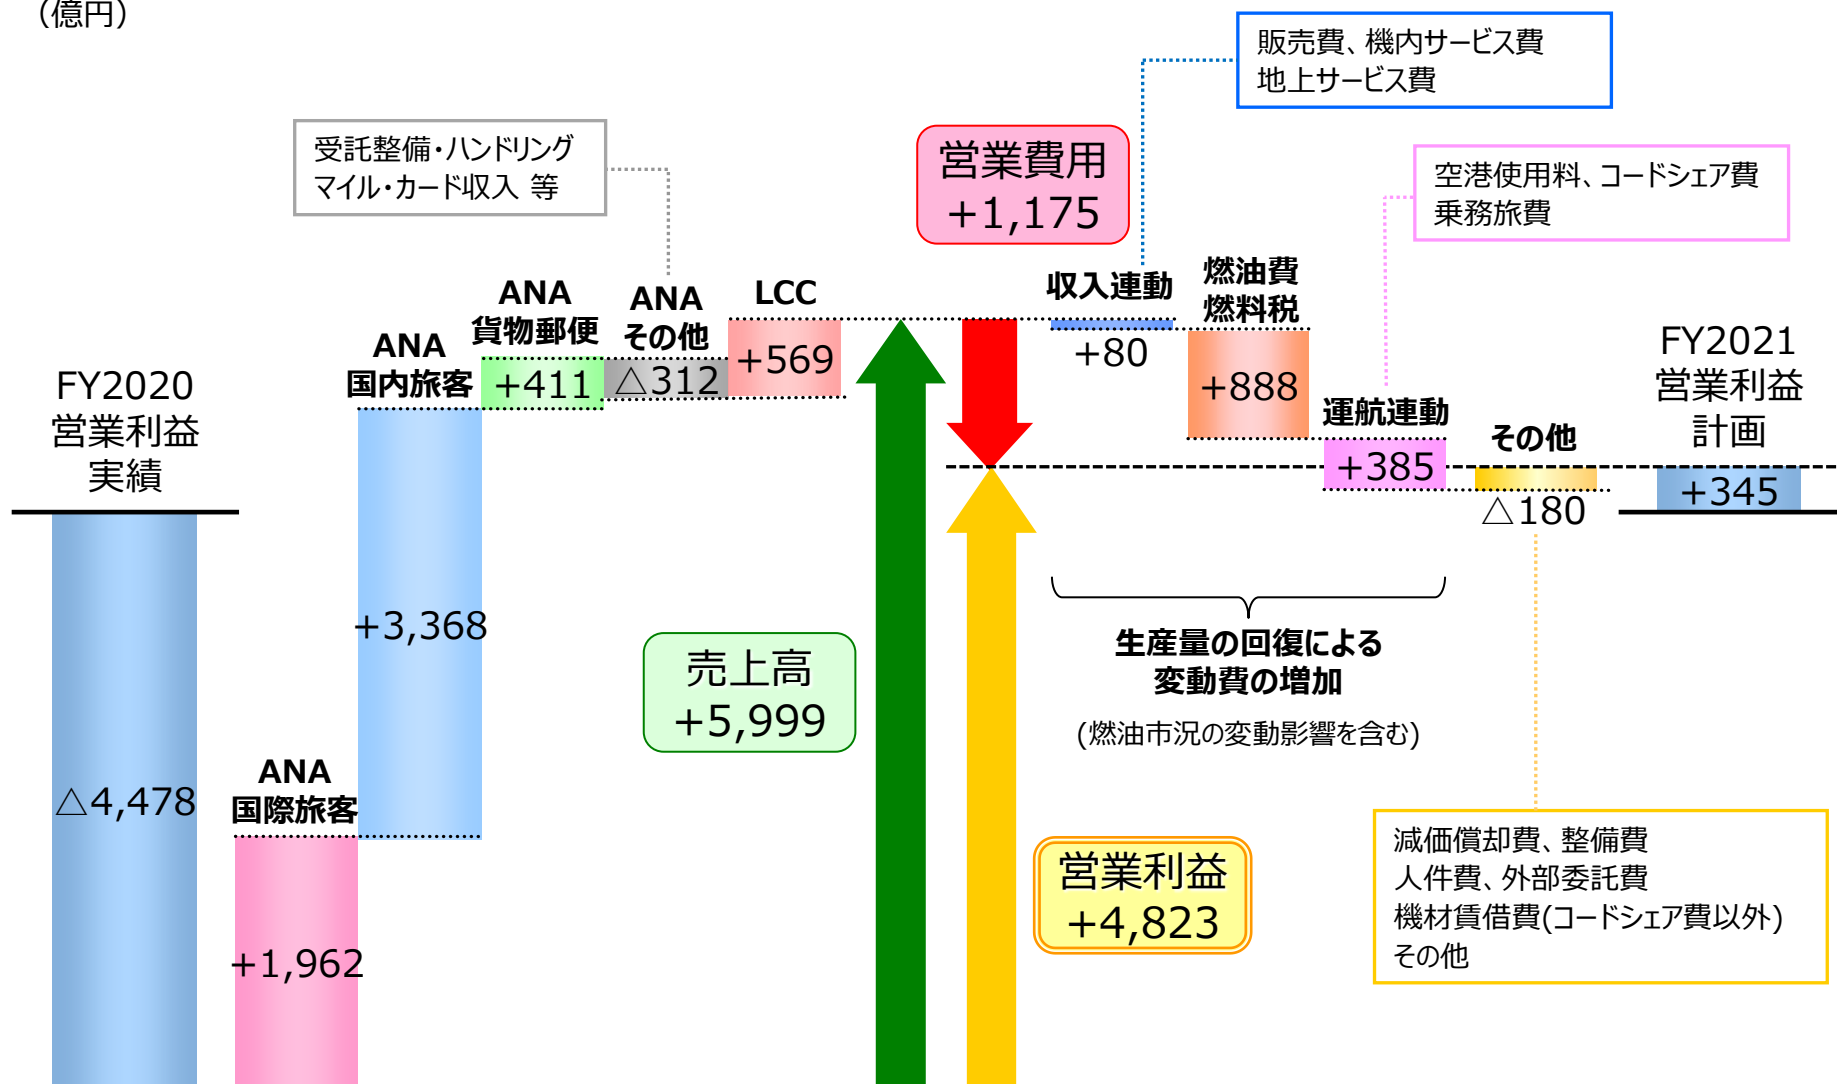 （億円）
販売費、機内サービス費
地上サービス費
受託整備・ハンドリング
マイル・カード収入 等
営業費用
+1,175
空港使用料、コードシェア費
乗務旅費
FY2020
営業利益
実績
△4,478
ANA
国際旅客
+1,962
ANA
国内旅客
+3,368
ANA
貨物郵便
+411
ANA
その他
△312
LCC
+569
売上高
+5,999
営業利益
+4,823
収入連動
+80
燃油費
燃料税
+888
運航連動
+385
その他
△180
FY2021
営業利益
計画
+345
生産量の回復による
変動費の増加
(燃油市況の変動影響を含む)
減価償却費、整備費
人件費、外部委託費
機材賃借費(コードシェア費以外)
その他